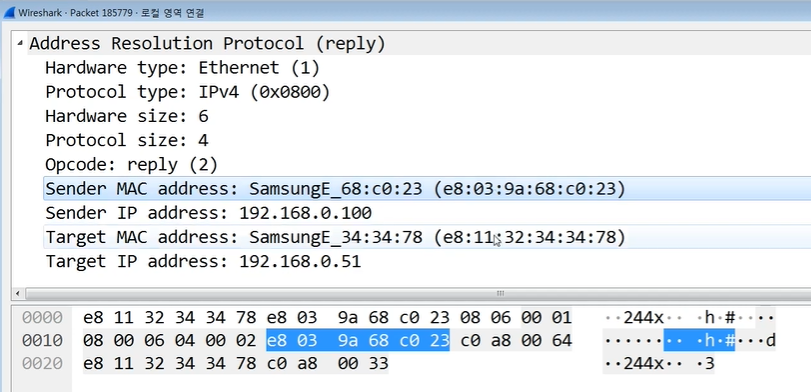 Wireshark · Packet 185779 · 로컬 영역 연결
Address Resolution Protocol (reply)
Hardware type: Ethernet (1)
Protocol type: IPv4 (0x0800)
Hardware size: 6
Protocol size: 4
Opcode: reply (2)
Sender MAC address: SamsungE_68:c0:23 (e8:03:9a:68:c0:23)
Sender IP address: 192.168.0.100
Target MAC address: SamsungE_34:34:78 (e8:11:32:34:34:78)
Target IP address: 192.168.0.51
0000 e8 11 32 34 34 78 e8 03 9a 68 c0 23 08 06 00 01 ··244x·· ·h#····
0010 08 00 06 04 00 02 e8 03 9a 68 c0 23 c0 a8 00 64 ········ ·h#···d
0020 e8 11 32 34 34 78 c0 a8 00 33 ··244x·· ·3